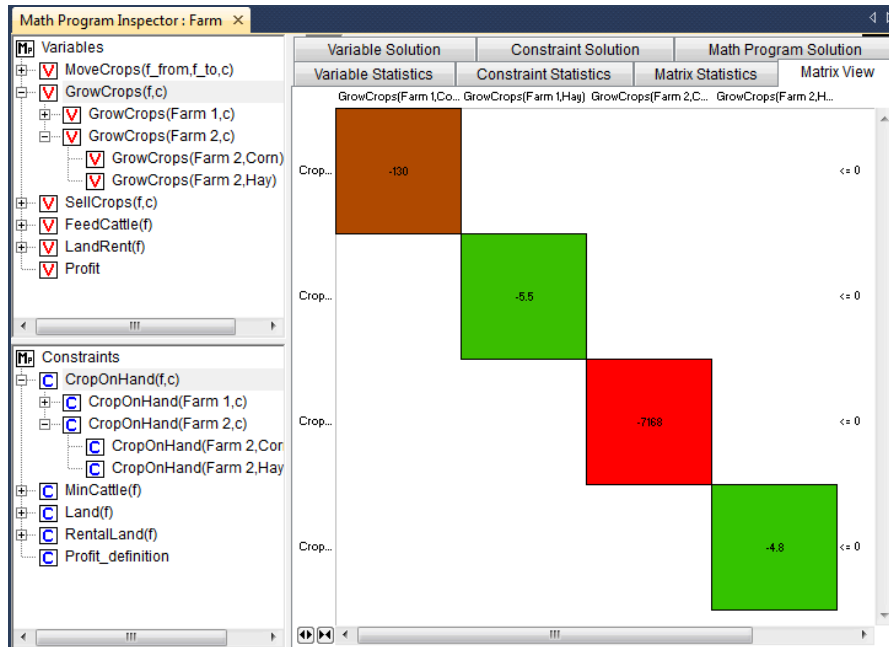 Math Program Inspector : Farm ×
Variables
MoveCrops(f_from,f_to,c)
GrowCrops(f,c)
GrowCrops(Farm 1,c)
GrowCrops(Farm 2,c)
GrowCrops(Farm 2,Corn)
GrowCrops(Farm 2,Hay)
SellCrops(f,c)
FeedCattle(f)
LandRent(f)
Profit
Constraints
CropOnHand(f,c)
CropOnHand(Farm 1,c)
CropOnHand(Farm 2,c)
CropOnHand(Farm 2,Cor
CropOnHand(Farm 2,Hay
MinCattle(f)
Land(f)
RentalLand(f)
Profit_definition
Variable Solution Constraint Solution Math Program Solution
Variable Statistics Constraint Statistics Matrix Statistics Matrix View
GrowCrops(Farm 1,Co... GrowCrops(Farm 1,Hay) GrowCrops(Farm 2,C... GrowCrops(Farm 2,H...
Crop... -130 <= 0
Crop... -5.5 <= 0
Crop... -7168 <= 0
Crop... -4.8 <= 0